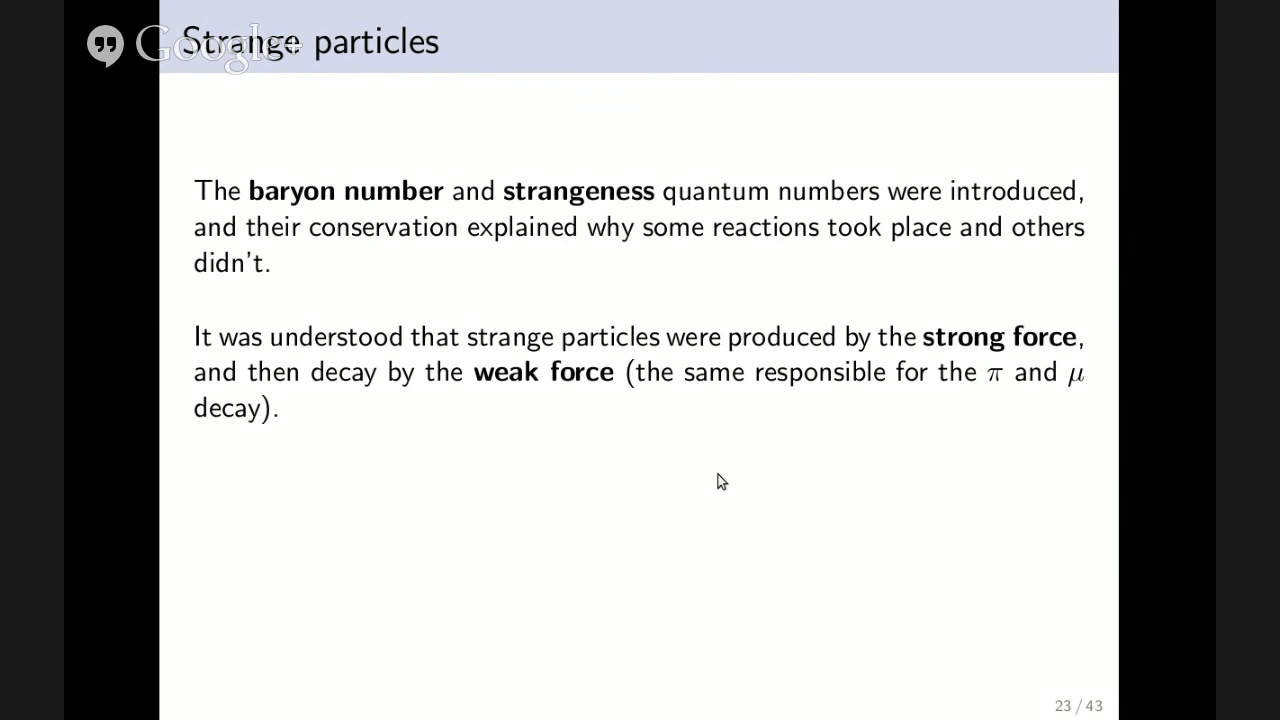 Google+
Strange particles
The baryon number and strangeness quantum numbers were introduced,
and their conservation explained why some reactions took place and others
didn't.
It was understood that strange particles were produced by the strong force,
and then decay by the weak force (the same responsible for the π and μ
decay).
23 / 43